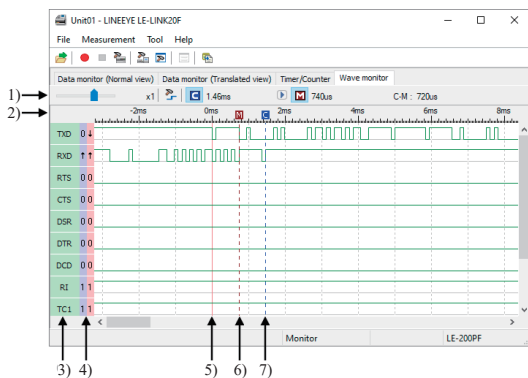 Unit01 - LINEEYE LE-LINK20F
File Measurement Tool Help
Data monitor (Normal view) Data monitor (Translated view) Timer/Counter Wave monitor
1) x1 C 1.46ms M 740us C-M : 720us
2) -2ms 0ms 2ms 4ms 6ms 8ms
M C
TXD 0 ↓
RXD ↑ ↑
RTS 0 0
CTS 0 0
DSR 0 0
DTR 0 0
DCD 0 0
RI 1 1
TC1 1 1
Monitor LE-200PF
3) 4) 5) 6) 7)